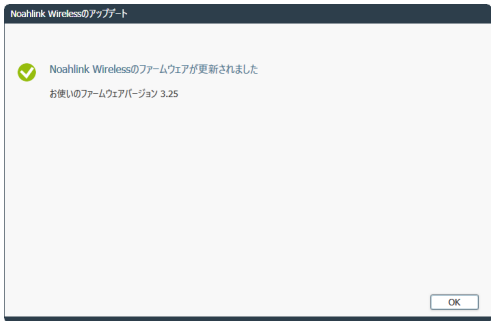 Noahlink Wirelessのアップデート
Noahlink Wirelessのファームウェアが更新されました
お使いのファームウェアバージョン 3.25
OK